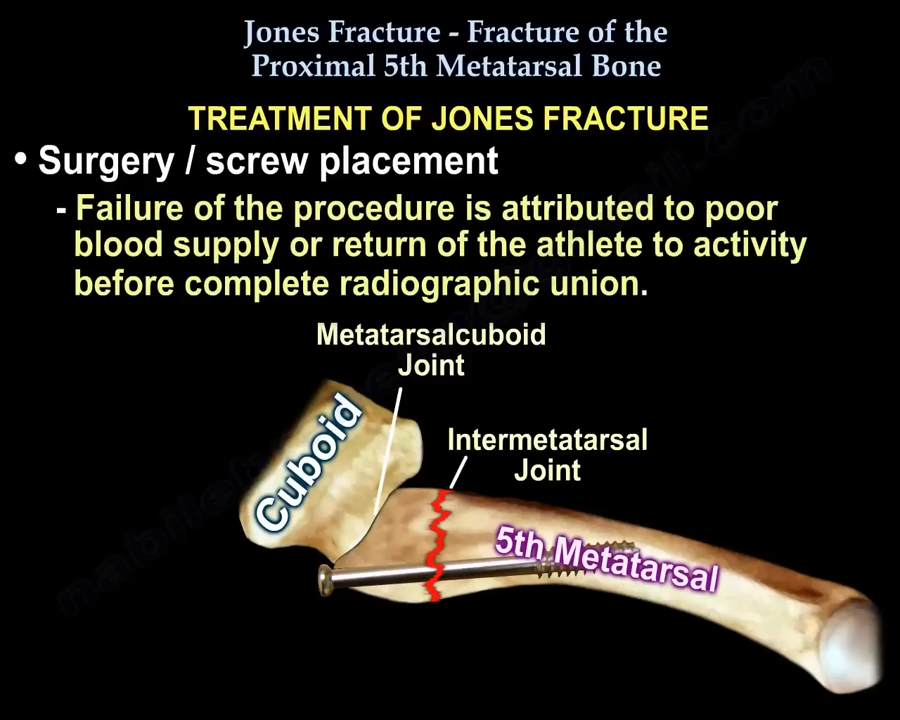 Jones Fracture - Fracture of the
Proximal 5th Metatarsal Bone
TREATMENT OF JONES FRACTURE
• Surgery / screw placement
- Failure of the procedure is attributed to poor
blood supply or return of the athlete to activity
before complete radiographic union.
Metatarsalcuboid
Joint
Cuboid
Intermetatarsal
Joint
5th Metatarsal